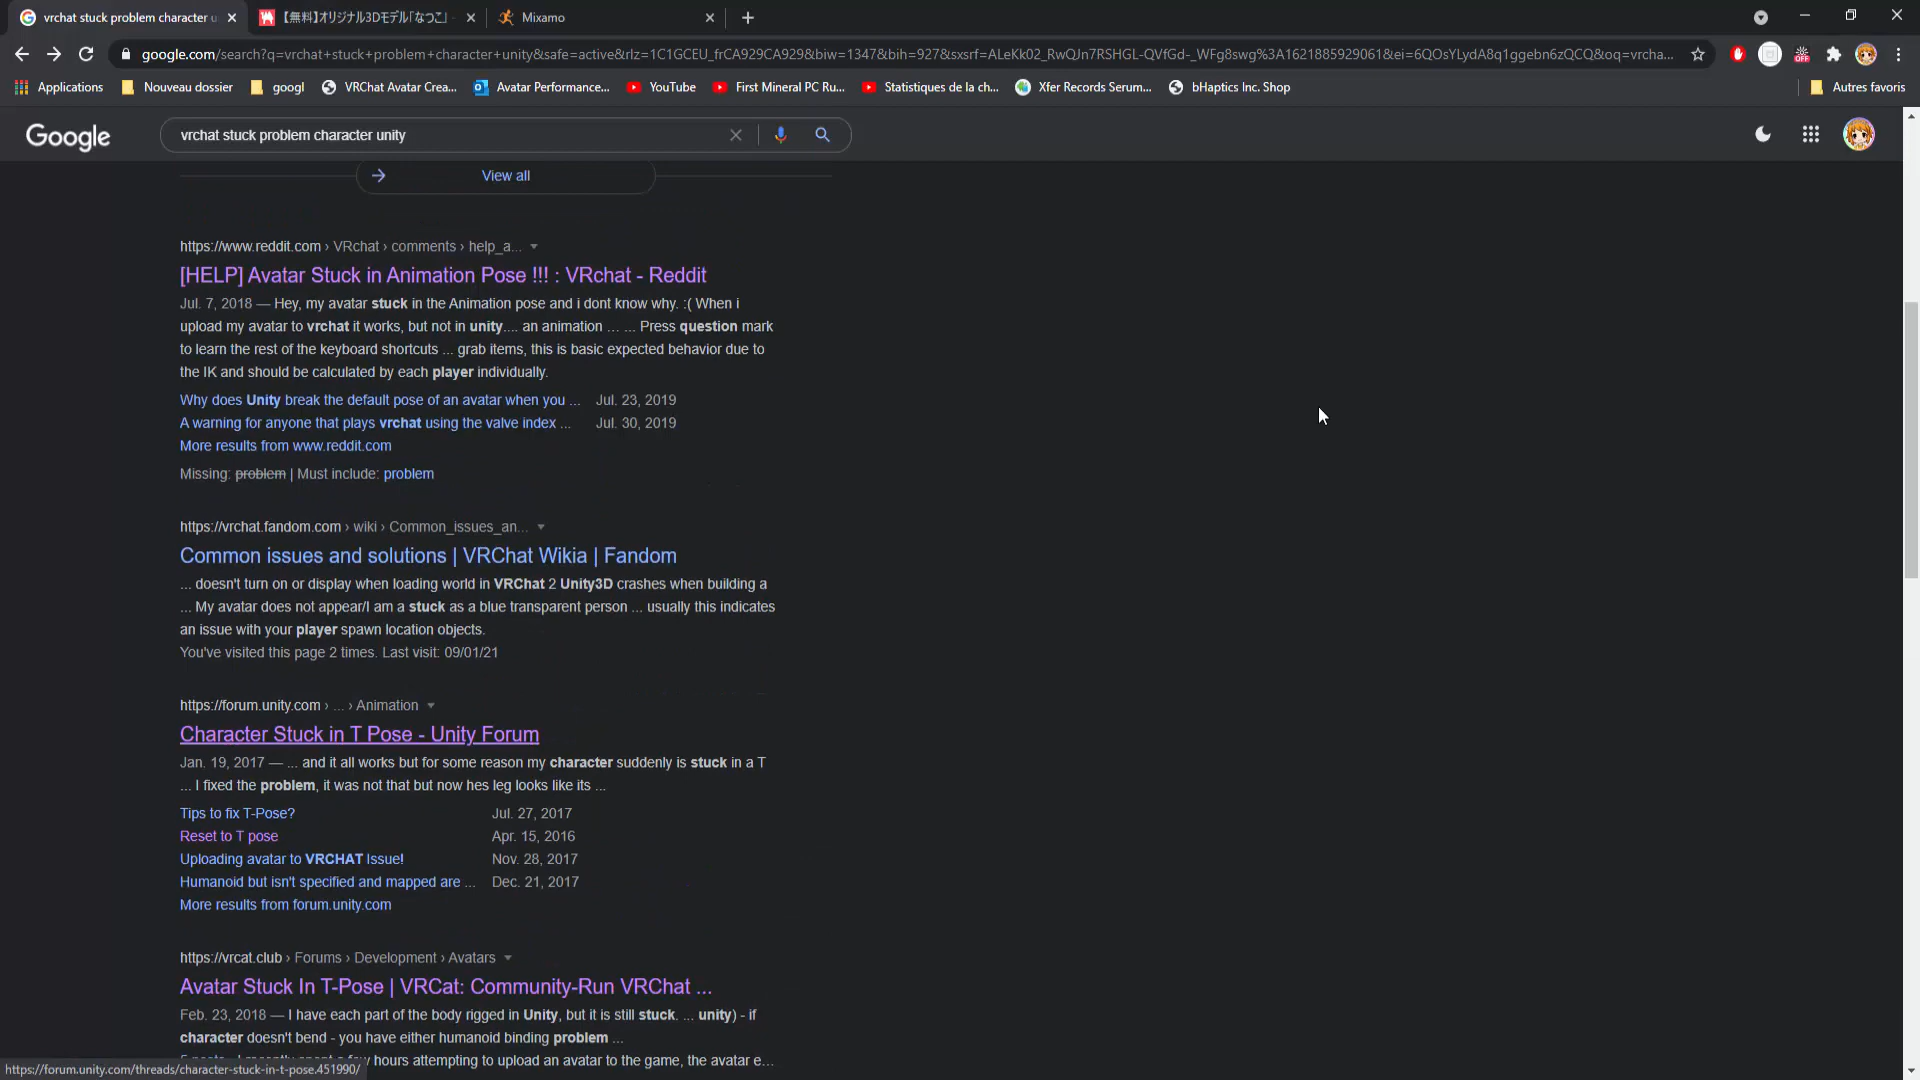 vrchat stuck problem character u
【無料】オリジナル3Dモデル「なつこ」
Mixamo
google.com/search?q=vrchat+stuck+problem+character+unity&safe=active&rlz=1C1GCEU_frCA929CA929&biw=1347&bih=927&sxsrf=ALeKk02_RwQJn7RSHGL-QVfGd-_WFg8swg%3A1621885929061&ei=6QOsYLydA8q1ggebn6zQCQ&oq=vrcha...
OFF
Applications
Nouveau dossier
googl
VRChat Avatar Crea...
Avatar Performance...
YouTube
First Mineral PC Ru...
Statistiques de la ch...
Xfer Records Serum...
bHaptics Inc. Shop
Autres favoris
Google
vrchat stuck problem character unity
View all
https://www.reddit.com › VRchat › comments › help_a...
[HELP] Avatar Stuck in Animation Pose !!! : VRchat - Reddit
Jul. 7, 2018 — Hey, my avatar stuck in the Animation pose and i dont know why. :( When i
upload my avatar to vrchat it works, but not in unity.... an animation ... ... Press question mark
to learn the rest of the keyboard shortcuts ... grab items, this is basic expected behavior due to
the IK and should be calculated by each player individually.
Why does Unity break the default pose of an avatar when you ... Jul. 23, 2019
A warning for anyone that plays vrchat using the valve index ... Jul. 30, 2019
More results from www.reddit.com
Missing: problem | Must include: problem
https://vrchat.fandom.com › wiki › Common_issues_an...
Common issues and solutions | VRChat Wikia | Fandom
... doesn't turn on or display when loading world in VRChat 2 Unity3D crashes when building a
... My avatar does not appear/I am a stuck as a blue transparent person ... usually this indicates
an issue with your player spawn location objects.
You've visited this page 2 times. Last visit: 09/01/21
https://forum.unity.com › ... › Animation
Character Stuck in T Pose - Unity Forum
Jan. 19, 2017 — ... and it all works but for some reason my character suddenly is stuck in a T
... I fixed the problem, it was not that but now hes leg looks like its ...
Tips to fix T-Pose? Jul. 27, 2017
Reset to T pose Apr. 15, 2016
Uploading avatar to VRCHAT Issue! Nov. 28, 2017
Humanoid but isn't specified and mapped are ... Dec. 21, 2017
More results from forum.unity.com
https://vrcat.club › Forums › Development › Avatars
Avatar Stuck In T-Pose | VRCat: Community-Run VRChat ...
Feb. 23, 2018 — I have each part of the body rigged in Unity, but it is still stuck. ... unity) - if
character doesn't bend - you have either humanoid binding problem ...
hours attempting to upload an avatar to the game, the avatar e...
https://forum.unity.com/threads/character-stuck-in-t-pose.451990/